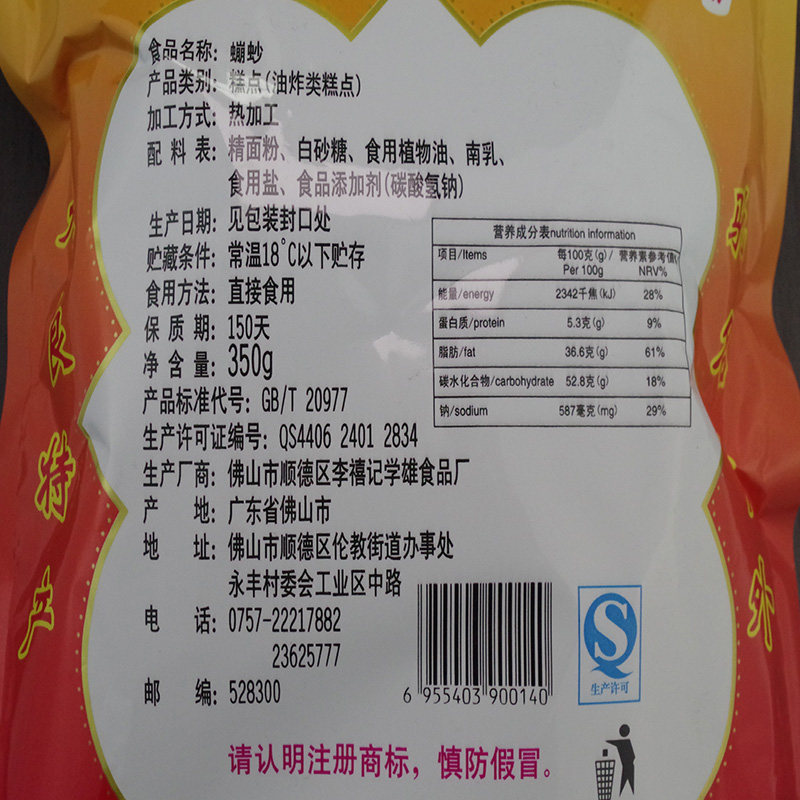 食品名称：蹦蛱
产品类别：糕点(油炸类糕点)
加工方式：热加工
配料表：精面粉、白砂糖、食用植物油、南乳、
食用盐、食品添加剂(碳酸氢钠)
生产日期：见包装封口处
贮藏条件：常温18°C以下贮存
食用方法：直接食用
保质期：150天
净含量：350g
产品标准代号：GB/T 20977
生产许可证编号：QS4406 2401 2834
生产厂商：佛山市顺德区李禧记学雄食品厂
产地：广东省佛山市
地址：佛山市顺德区伦教街道办事处
永丰村委会工业区中路
电话：0757-22217882
23625777
邮编：528300
营养成分表nutrition information
项目/Items 每100克(g)/Per 100g 营养素参考值%NRV%
能量/energy 2342千焦(kJ) 28%
蛋白质/protein 5.3克(g) 9%
脂肪/fat 36.6克(g) 61%
碳水化合物/carbohydrate 52.8克(g) 18%
钠/sodium 587毫克(mg) 29%
6 955403 900140
生产许可
请认明注册商标，慎防假冒。
良特产
外